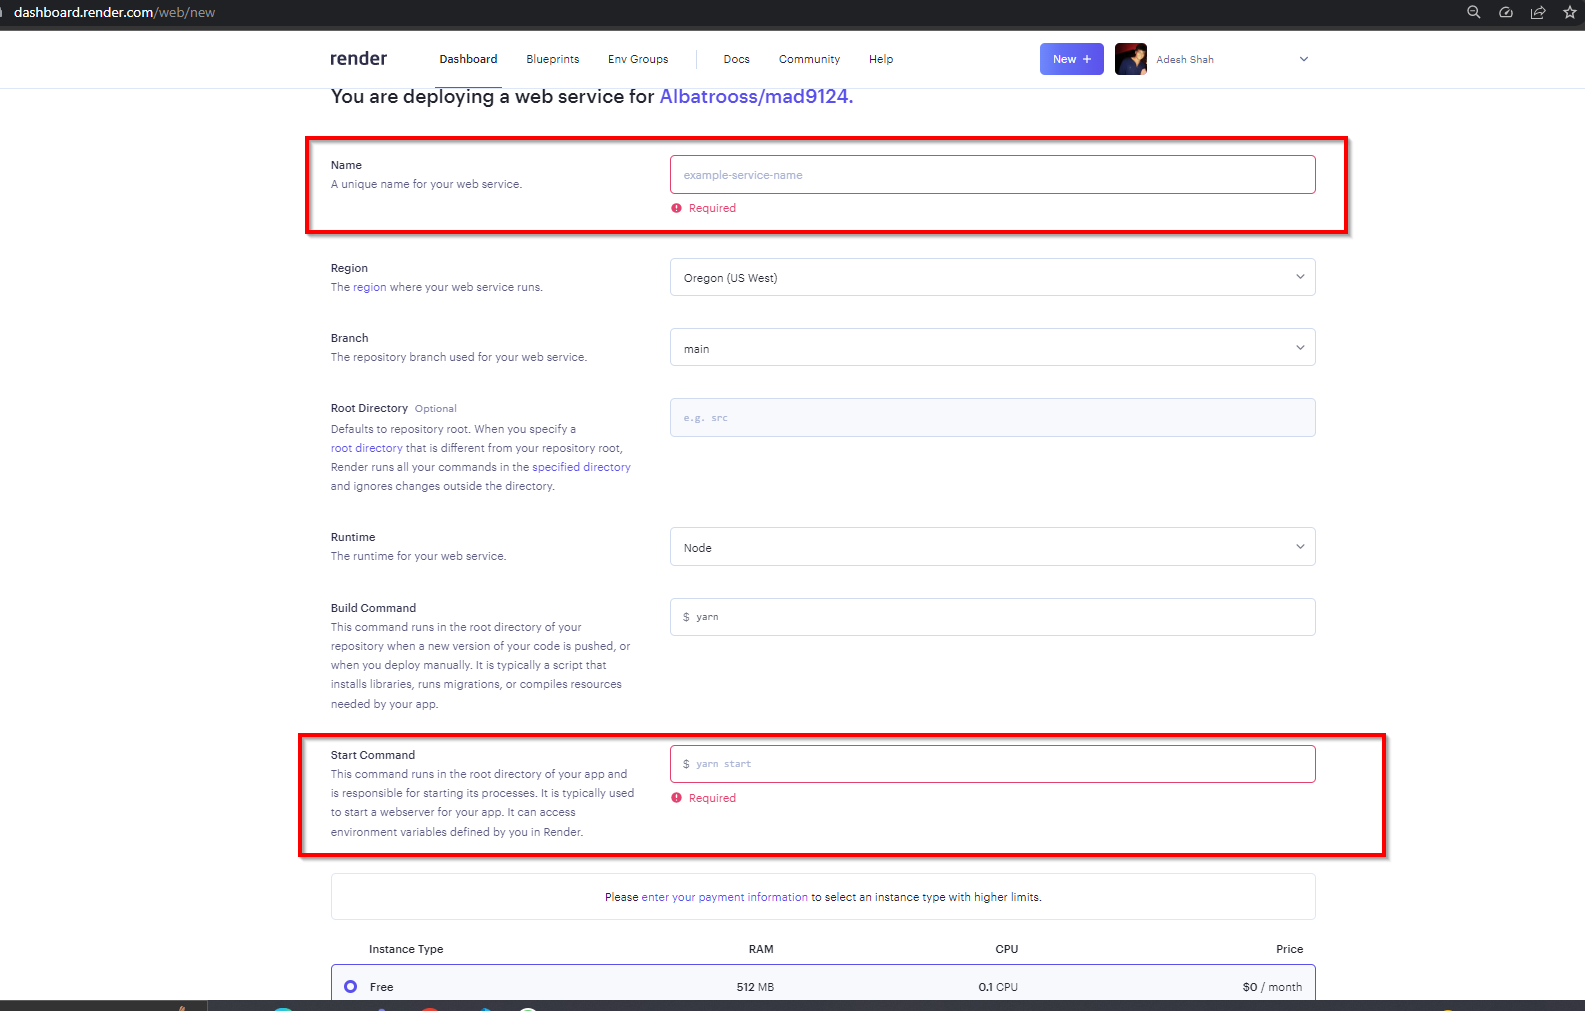 dashboard.render.com/web/new
render Dashboard Blueprints Env Groups Docs Community Help New + Adesh Shah
You are deploying a web service for Albatrooss/mad9124.
Name
A unique name for your web service.
example-service-name
Required
Region
The region where your web service runs.
Oregon (US West)
Branch
The repository branch used for your web service.
main
Root Directory Optional
Defaults to repository root. When you specify a
root directory that is different from your repository root,
Render runs all your commands in the specified directory
and ignores changes outside the directory.
e.g. src
Runtime
The runtime for your web service.
Node
Build Command
This command runs in the root directory of your
repository when a new version of your code is pushed, or
when you deploy manually. It is typically a script that
installs libraries, runs migrations, or compiles resources
needed by your app.
$ yarn
Start Command
This command runs in the root directory of your app and
is responsible for starting its processes. It is typically used
to start a webserver for your app. It can access
environment variables defined by you in Render.
$ yarn start
Required
Please enter your payment information to select an instance type with higher limits.
Instance Type RAM CPU Price
Free 512 MB 0.1 CPU $0 / month